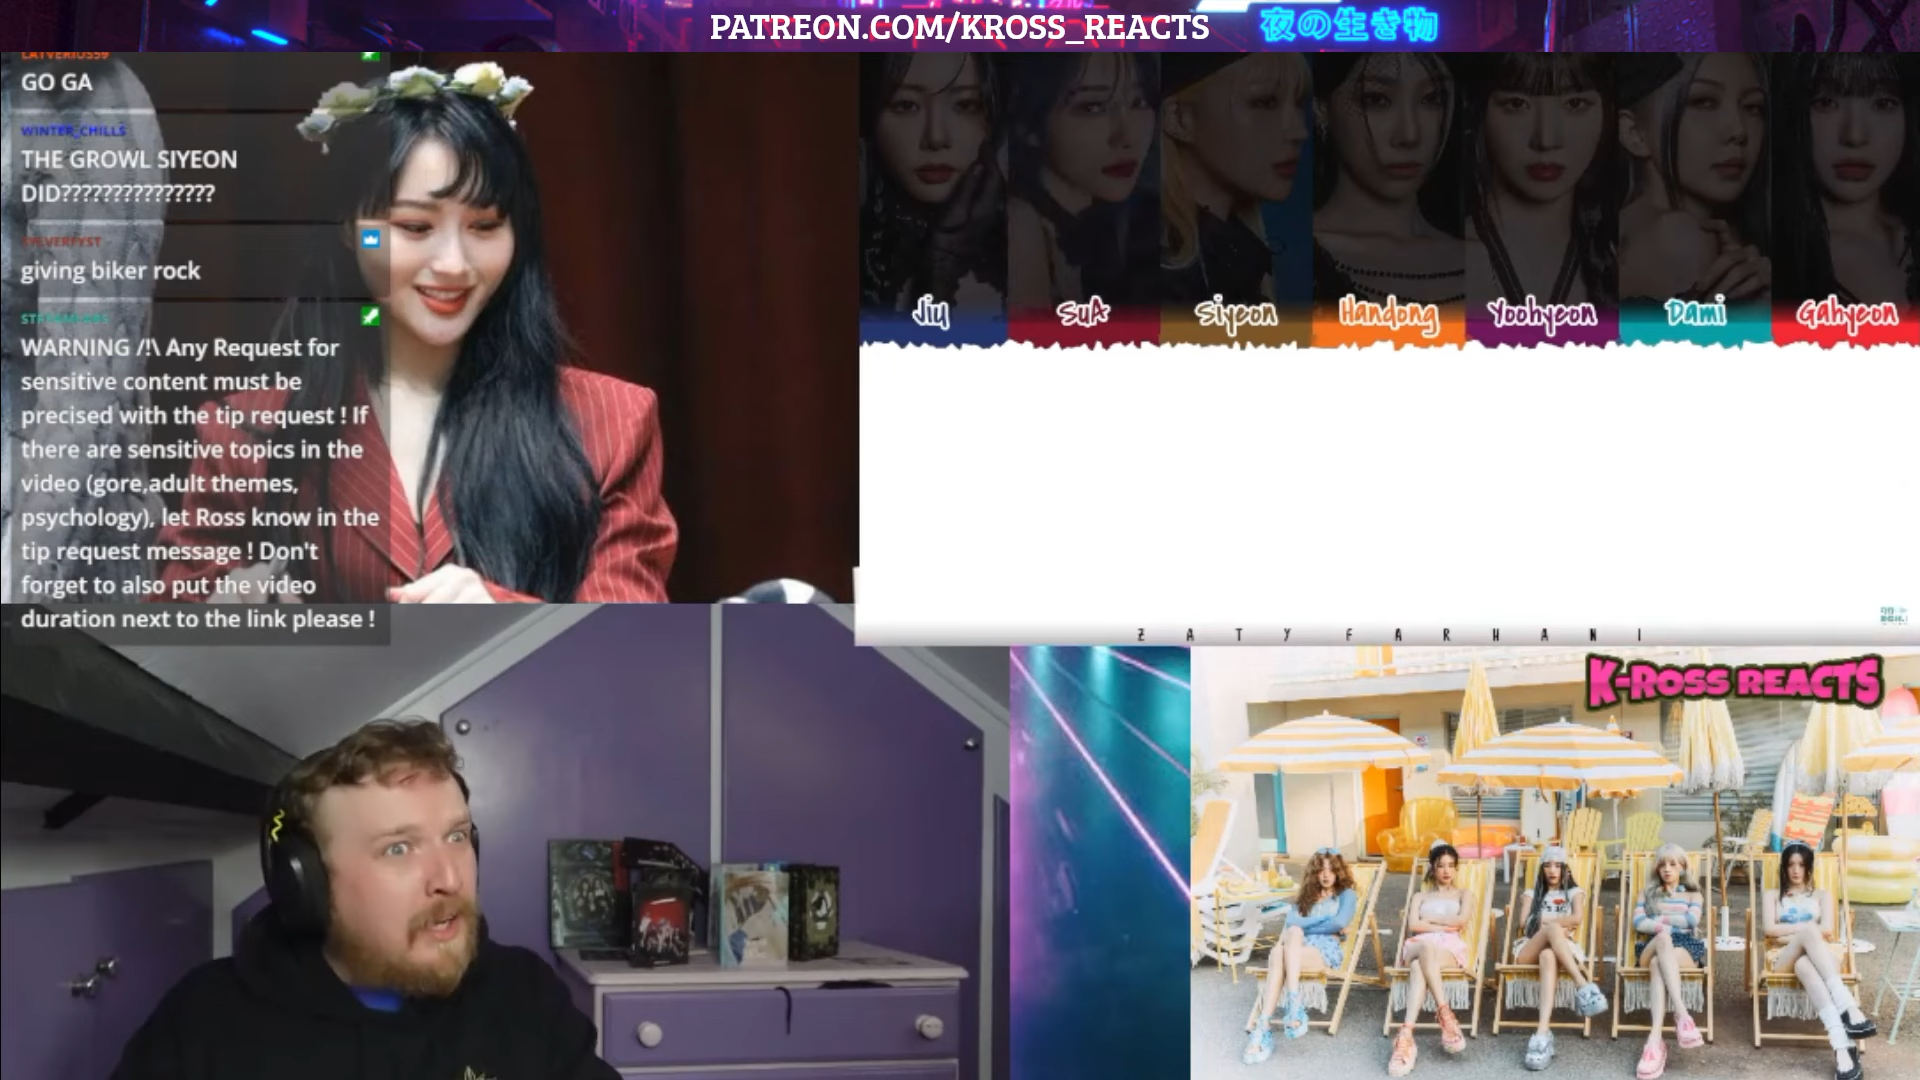 PATREON.COM/KROSS_REACTS
夜の生き物
LATVERIUS59
GO GA
WINTER_CHILLS
THE GROWL SIYEON
DID???????????????
giving biker rock
WARNING /!\ Any Request for
sensitive content must be
precised with the tip request ! If
there are sensitive topics in the
video (gore,adult themes,
psychology), let Ross know in the
tip request message ! Don't
forget to also put the video
duration next to the link please !
Jiu
SuA
Siyeon
Handong
Yoohyeon
Dami
Gahyeon
ZATY FARHANI
K-ROSS REACTS